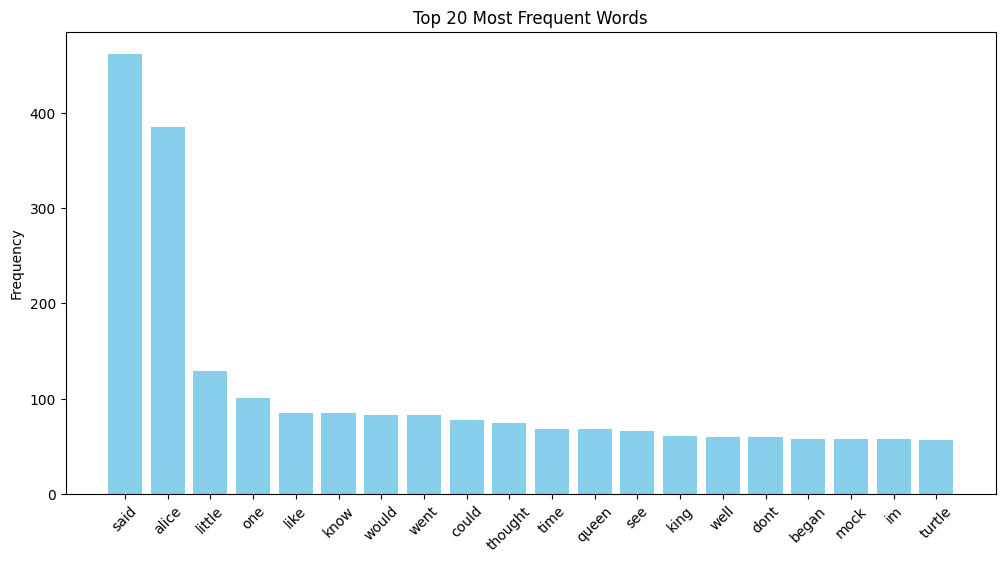 Top 20 Most Frequent Words
Frequency
400
300
200
100
0
said
alice
little
one
like
know
would
went
could
thought
time
queen
see
king
well
dont
began
mock
im
turtle